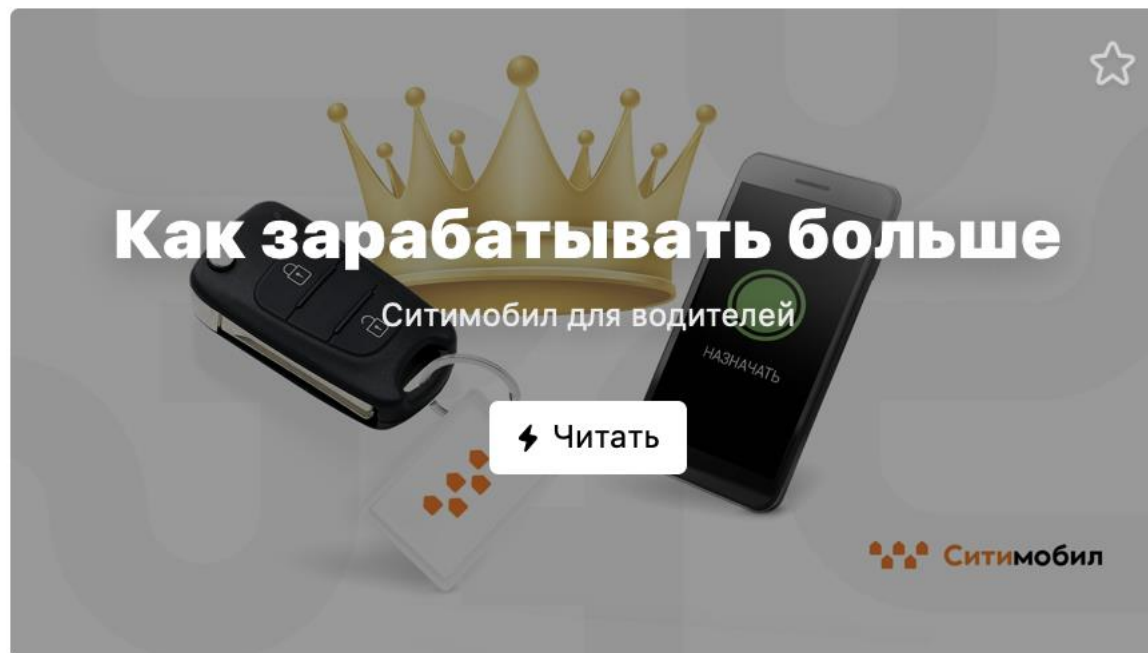 Как зарабатывать больше
Ситимобил для водителей
НАЗНАЧАТЬ
Читать
Ситимобил